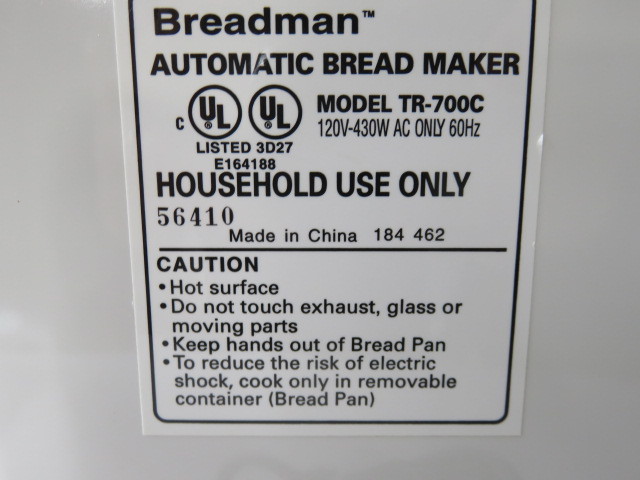 Breadman™
AUTOMATIC BREAD MAKER
C UL UL MODEL TR-700C
120V-430W AC ONLY 60Hz
LISTED 3D27
E164188
HOUSEHOLD USE ONLY
56410
Made in China 184 462
CAUTION
•Hot surface
•Do not touch exhaust, glass or
moving parts
•Keep hands out of Bread Pan
•To reduce the risk of electric
shock, cook only in removable
container (Bread Pan)